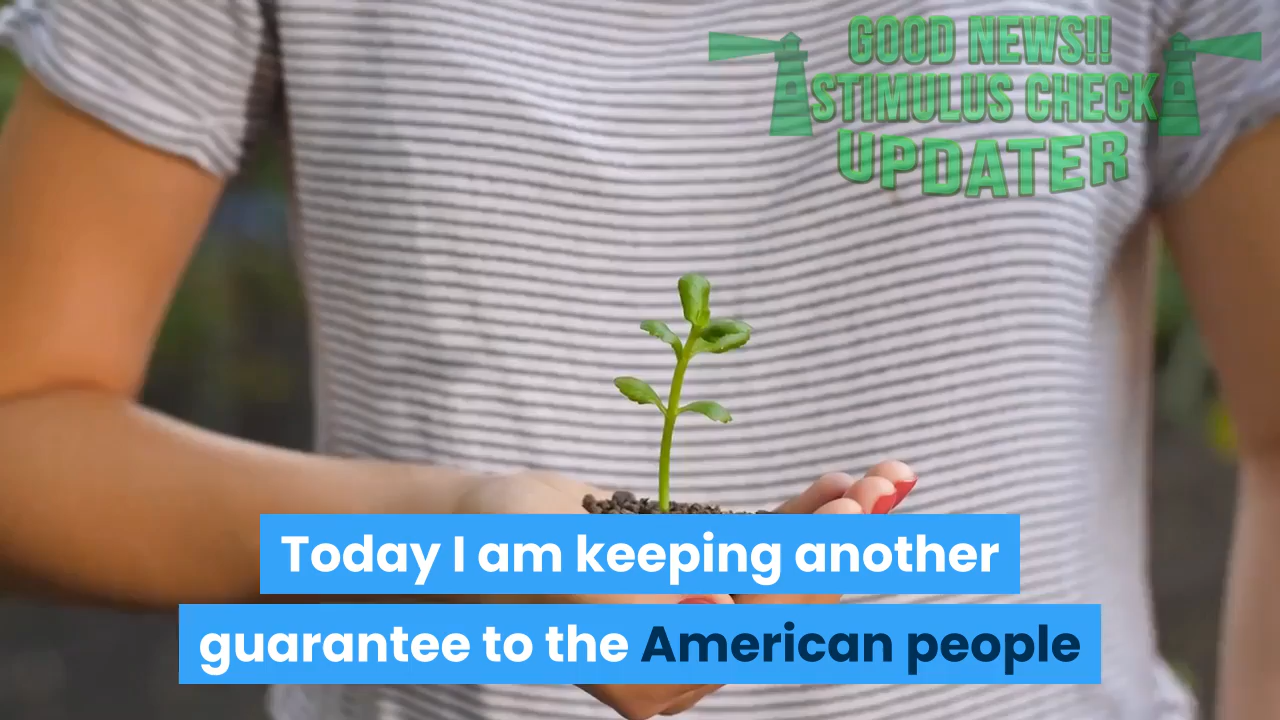 GOOD NEWS!!
STIMULUS CHECK
UPDATER
Today I am keeping another
guarantee to the American people